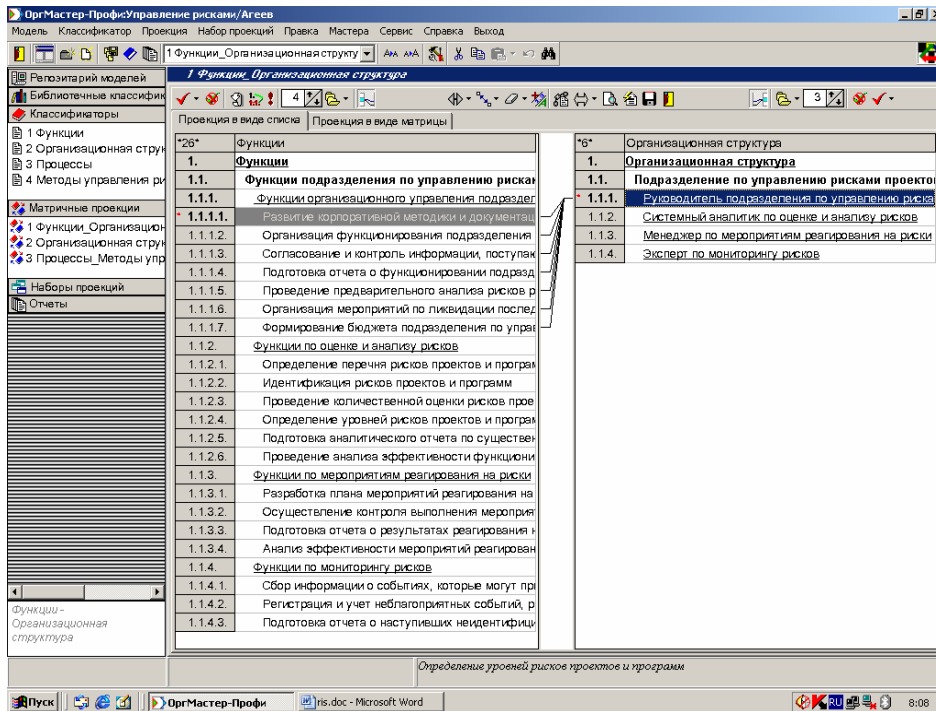 ОргМастер-Профи:Управление рисками/Агеев
Модель Классификатор Проекция Набор проекций Правка Мастера Сервис Справка Выход
1 Функции_Организационная структу
Репозитарий моделей
Библиотечные классифик
Классификаторы
1 Функции
2 Организационная струк
3 Процессы
4 Методы управления ри
Матричные проекции
1 Функции_Организацион
2 Организационная струк
3 Процессы_Методы упр
Наборы проекций
Отчеты
Функции -
Организационная
структура
1 Функции_Организационная структура
4
3
Проекция в виде списка Проекция в виде матрицы
*26* Функции
1. Функции
1.1. Функции подразделения по управлению рискам
1.1.1. Функции организационного управления подраздел
* 1.1.1.1. Развитие корпоративной методики и документац
1.1.1.2. Организация функционирования подразделения
1.1.1.3. Согласование и контроль информации, поступак
1.1.1.4. Подготовка отчета о функционировании подразд
1.1.1.5. Проведение предварительного анализа рисков р
1.1.1.6. Организация мероприятий по ликвидации послед
1.1.1.7. Формирование бюджета подразделения по управ
1.1.2. Функции по оценке и анализу рисков
1.1.2.1. Определение перечня рисков проектов и програм
1.1.2.2. Идентификация рисков проектов и программ
1.1.2.3. Проведение количественной оценки рисков прое
1.1.2.4. Определение уровней рисков проектов и програм
1.1.2.5. Подготовка аналитического отчета по существен
1.1.2.6. Проведение анализа эффективности функциони
1.1.3. Функции по мероприятиям реагирования на риски
1.1.3.1. Разработка плана мероприятий реагирования на
1.1.3.2. Осуществление контроля выполнения мероприят
1.1.3.3. Подготовка отчета о результатах реагирования н
1.1.3.4. Анализ эффективности мероприятий реагирован
1.1.4. Функции по мониторингу рисков
1.1.4.1. Сбор информации о событиях, которые могут при
1.1.4.2. Регистрация и учет неблагоприятных событий, р
1.1.4.3. Подготовка отчета о наступивших неидентифици
*6* Организационная структура
1. Организационная структура
1.1. Подразделение по управлению рисками проекто
* 1.1.1. Руководитель подразделения по управлению риска
1.1.2. Системный аналитик по оценке и анализу рисков
1.1.3. Менеджер по мероприятиям реагирования на риски
1.1.4. Эксперт по мониторингу рисков
Определение уровней рисков проектов и программ
Пуск ОргМастер-Профи ris.doc - Microsoft Word RU 8:08